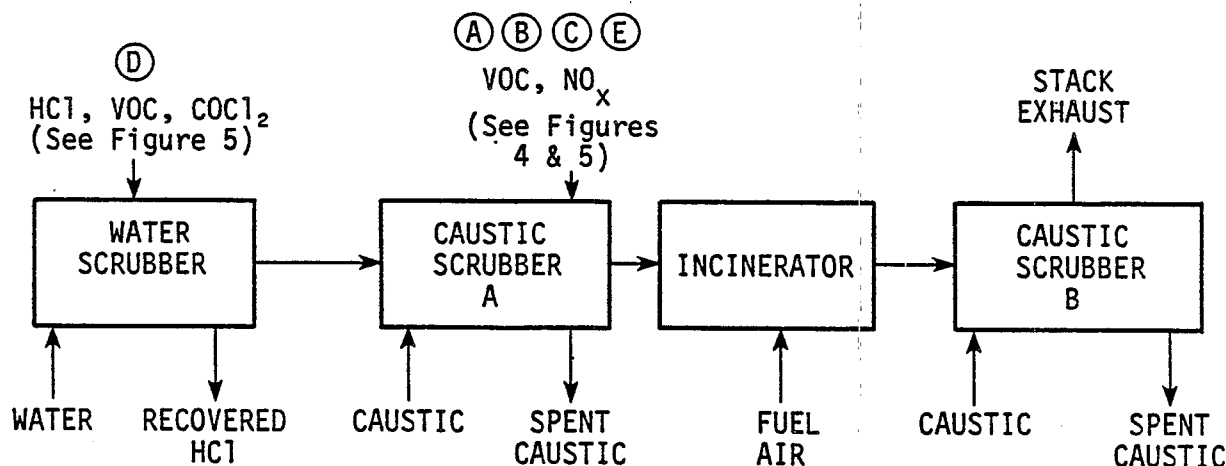 Ⓓ
HCl, VOC, COCl₂
(See Figure 5)
Ⓐ Ⓑ Ⓒ Ⓔ
VOC, NOₓ
(See Figures
4 & 5)
STACK
EXHAUST
WATER
SCRUBBER
CAUSTIC
SCRUBBER
A
INCINERATOR
CAUSTIC
SCRUBBER
B
WATER
RECOVERED
HCl
CAUSTIC
SPENT
CAUSTIC
FUEL
AIR
CAUSTIC
SPENT
CAUSTIC